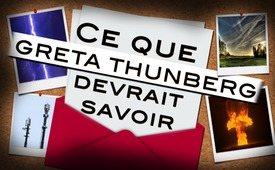 CE QUE
GRETA THUNBERG
DEVRAIT
SAVOIR